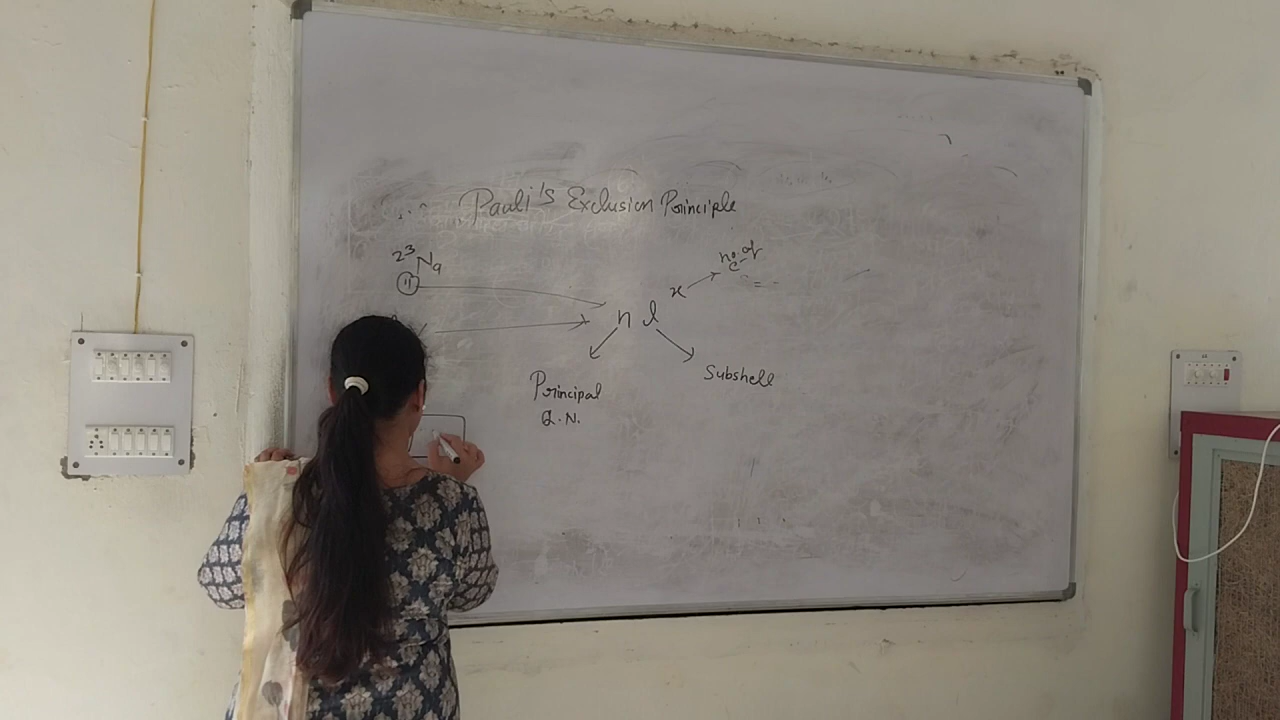 Pauli's Exclusion Principle
23 Na
11
n l x
no. of
e-
Principal
Q.N.
Subshell